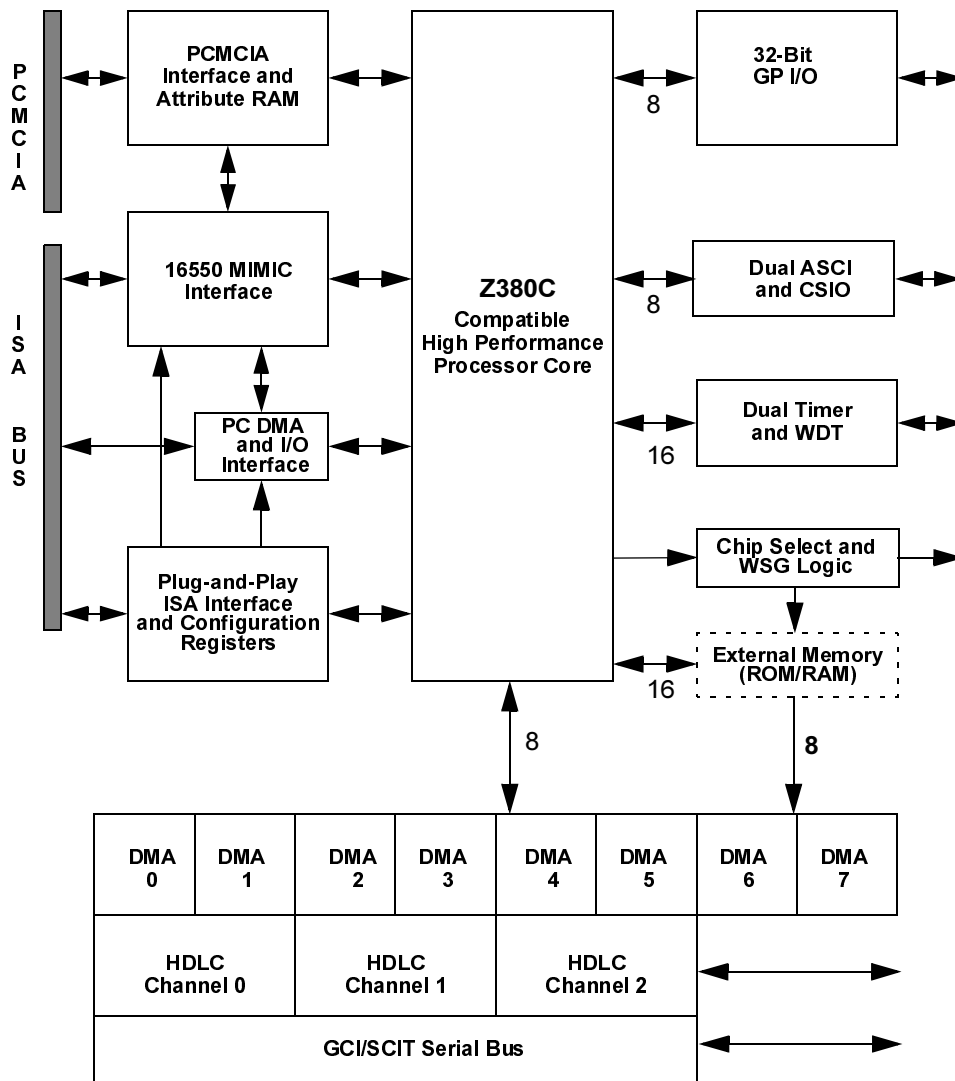 PCMCIA
PCMCIA
Interface and
Attribute RAM
32-Bit
GP I/O
8
ISA BUS
16550 MIMIC
Interface
Z380C
Compatible
High Performance
Processor Core
Dual ASCI
and CSIO
8
PC DMA
and I/O
Interface
Dual Timer
and WDT
16
Plug-and-Play
ISA Interface
and Configuration
Registers
Chip Select and
WSG Logic
External Memory
(ROM/RAM)
16
8
8
DMA
0
DMA
1
DMA
2
DMA
3
DMA
4
DMA
5
DMA
6
DMA
7
HDLC
Channel 0
HDLC
Channel 1
HDLC
Channel 2
GCI/SCIT Serial Bus